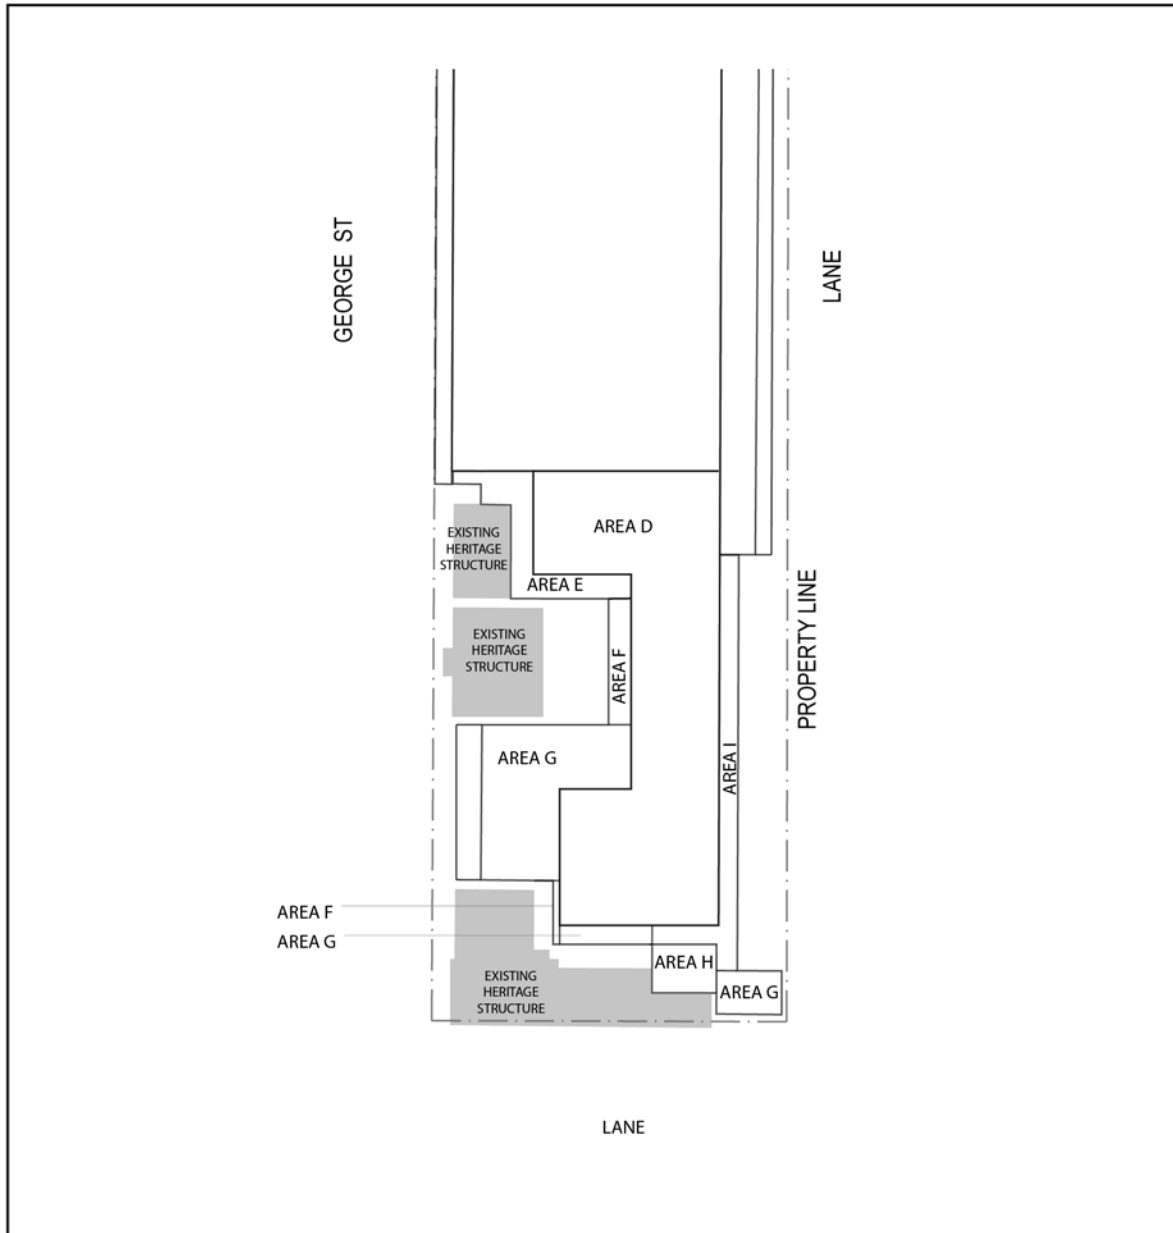 GEORGE ST
LANE
AREA D
EXISTING
HERITAGE
STRUCTURE
AREA E
EXISTING
HERITAGE
STRUCTURE
AREA F
PROPERTY LINE
AREA G
AREA I
AREA F
AREA G
AREA H
EXISTING
HERITAGE
STRUCTURE
AREA G
LANE